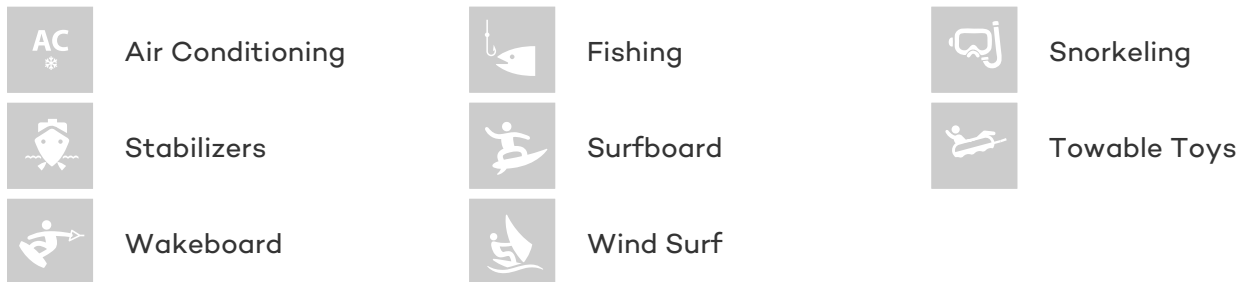 AC
Air Conditioning
Fishing
Snorkeling
Stabilizers
Surfboard
Towable Toys
Wakeboard
Wind Surf